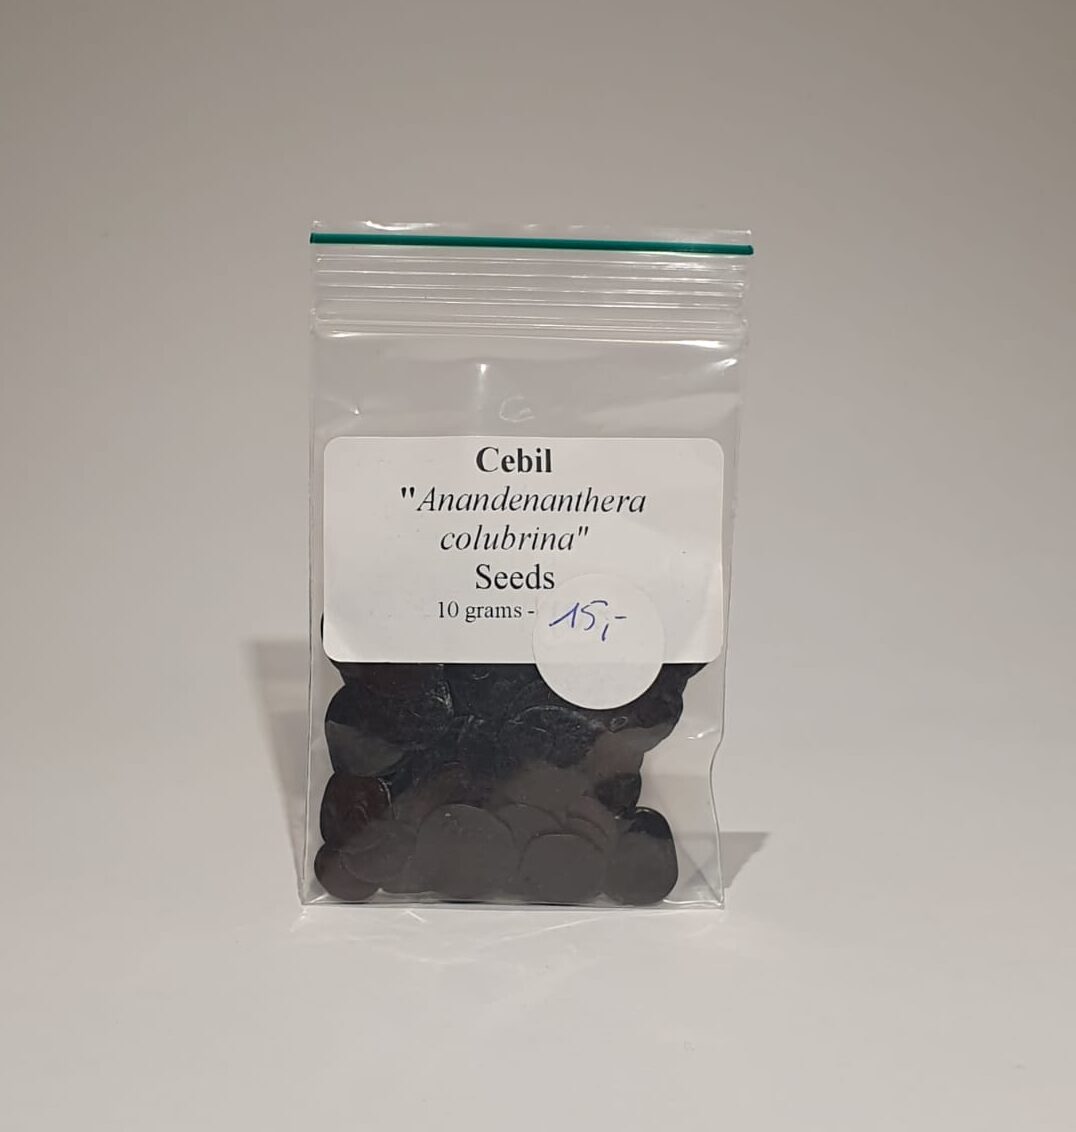 Cebil
"Anandenanthera
colubrina"
Seeds
10 grams - 15,-